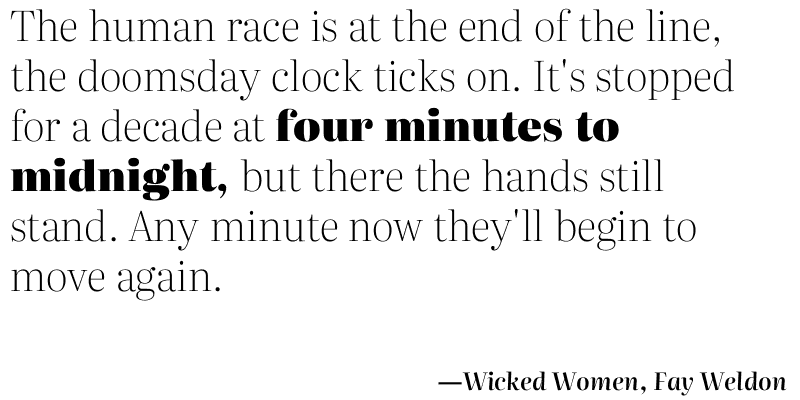 The human race is at the end of the line,
the doomsday clock ticks on. It's stopped
for a decade at four minutes to
midnight, but there the hands still
stand. Any minute now they'll begin to
move again.
—Wicked Women, Fay Weldon